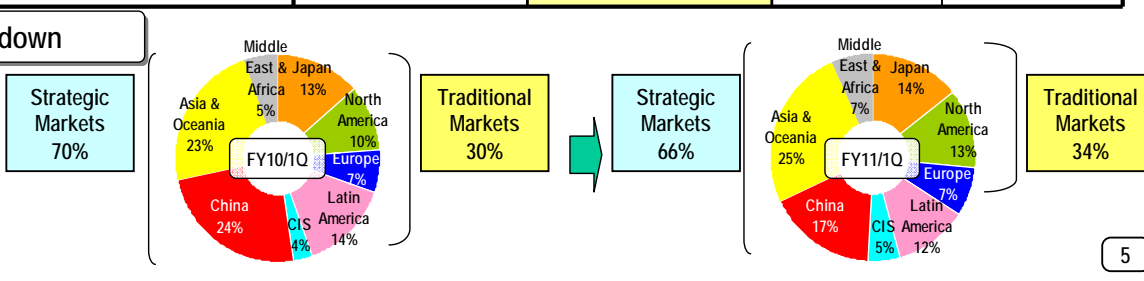 down
Strategic
Markets
70%
Middle
East &
Africa
5%
Japan
13%
North
America
10%
Europe
7%
Latin
America
14%
CIS
4%
China
24%
Asia &
Oceania
23%
FY10/1Q
Traditional
Markets
30%
Strategic
Markets
66%
Middle
East &
Africa
7%
Japan
14%
North
America
13%
Europe
7%
Latin
America
12%
CIS
5%
China
17%
Asia &
Oceania
25%
FY11/1Q
Traditional
Markets
34%
5